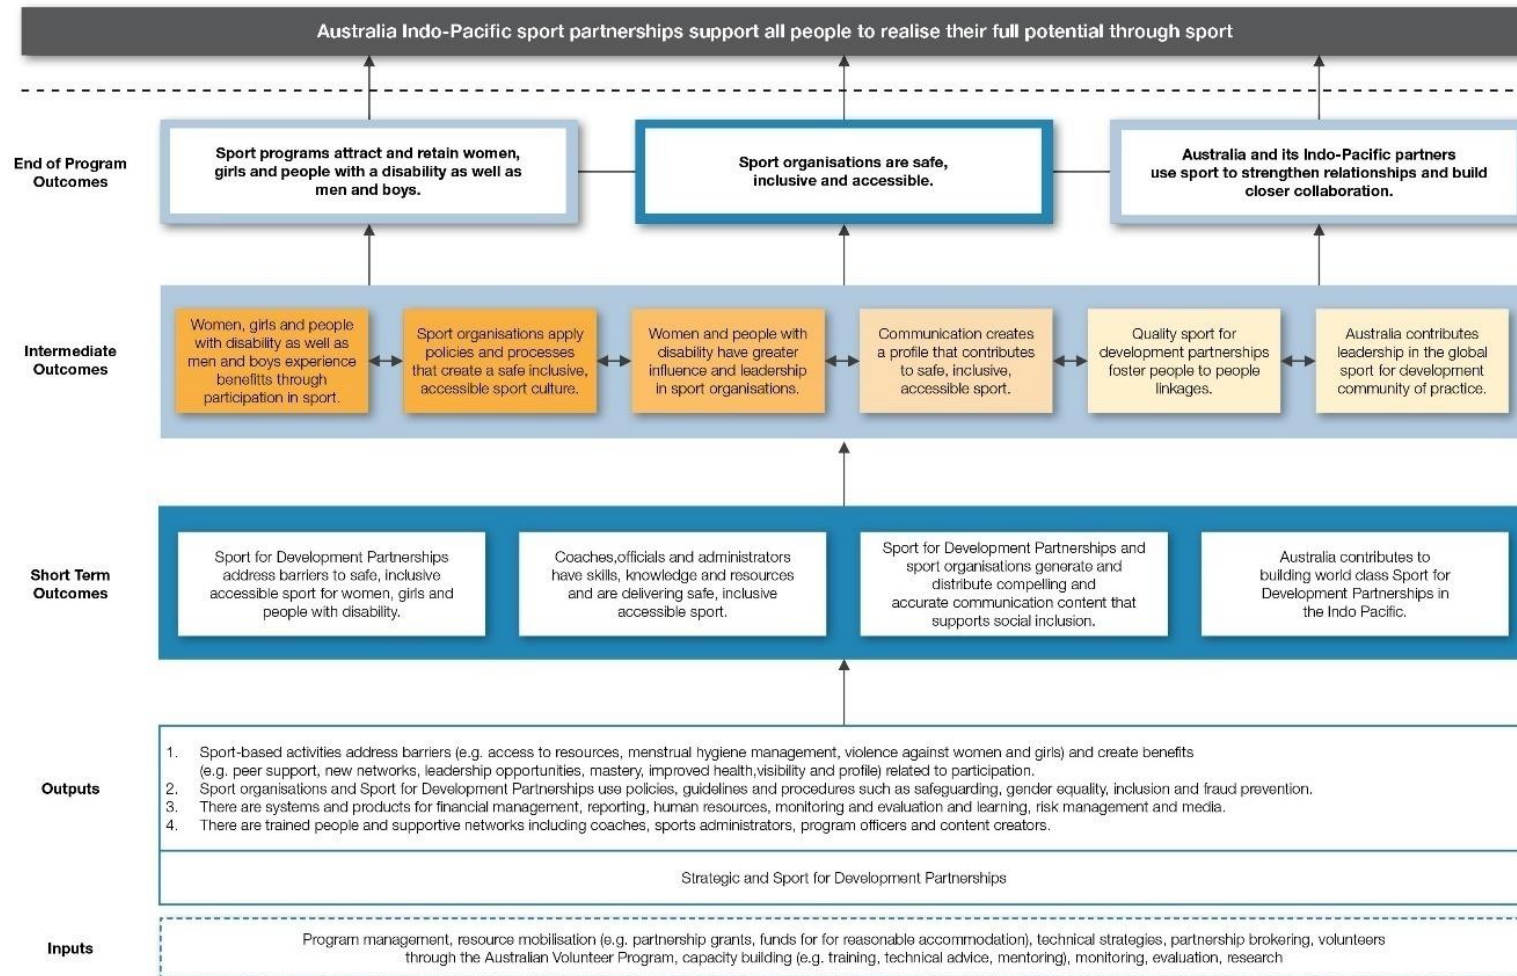 Australia Indo-Pacific sport partnerships support all people to realise their full potential through sport
End of Program
Outcomes
Sport programs attract and retain women,
girls and people with a disability as well as
men and boys.
Sport organisations are safe,
inclusive and accessible.
Australia and its Indo-Pacific partners
use sport to strengthen relationships and build
closer collaboration.
Intermediate
Outcomes
Women, girls and people
with disability as well as
men and boys experience
benefitts through
participation in sport.
Sport organisations apply
policies and processes
that create a safe inclusive,
accessible sport culture.
Women and people with
disability have greater
influence and leadership
in sport organisations.
Communication creates
a profile that contributes
to safe, inclusive,
accessible sport.
Quality sport for
development partnerships
foster people to people
linkages.
Australia contributes
leadership in the global
sport for development
community of practice.
Short Term
Outcomes
Sport for Development Partnerships
address barriers to safe, inclusive
accessible sport for women, girls and
people with disability.
Coaches,officials and administrators
have skills, knowledge and resources
and are delivering safe, inclusive
accessible sport.
Sport for Development Partnerships and
sport organisations generate and
distribute compelling and
accurate communication content that
supports social inclusion.
Australia contributes to
building world class Sport for
Development Partnerships in
the Indo Pacific.
Outputs
1. Sport-based activities address barriers (e.g. access to resources, menstrual hygiene management, violence against women and girls) and create benefits
(e.g. peer support, new networks, leadership opportunities, mastery, improved health,visibility and profile) related to participation.
2. Sport organisations and Sport for Development Partnerships use policies, guidelines and procedures such as safeguarding, gender equality, inclusion and fraud prevention.
3. There are systems and products for financial management, reporting, human resources, monitoring and evaluation and learning, risk management and media.
4. There are trained people and supportive networks including coaches, sports administrators, program officers and content creators.
Strategic and Sport for Development Partnerships
Inputs
Program management, resource mobilisation (e.g. partnership grants, funds for for reasonable accommodation), technical strategies, partnership brokering, volunteers
through the Australian Volunteer Program, capacity building (e.g. training, technical advice, mentoring), monitoring, evaluation, research